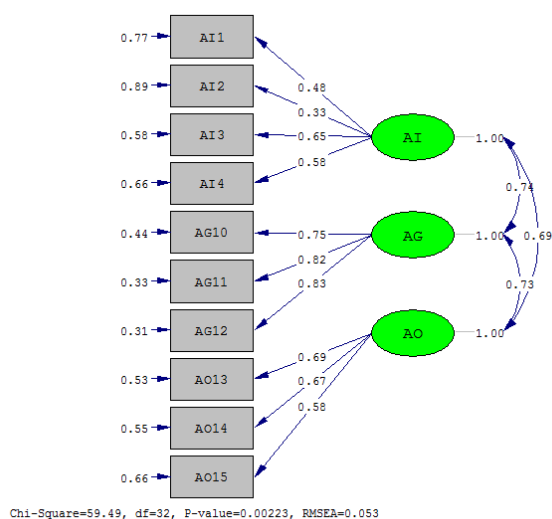 0.77 AI1
0.48
0.89 AI2
0.33
0.58 AI3
0.65
AI
1.00
0.66 AI4
0.58
0.74
0.44 AG10
0.75
AG
1.00
0.69
0.82
0.33 AG11
0.83
0.73
0.31 AG12
AO
1.00
0.69
0.53 AO13
0.67
0.58
0.55 AO14
0.66 AO15
Chi-Square=59.49, df=32, P-value=0.00223, RMSEA=0.053